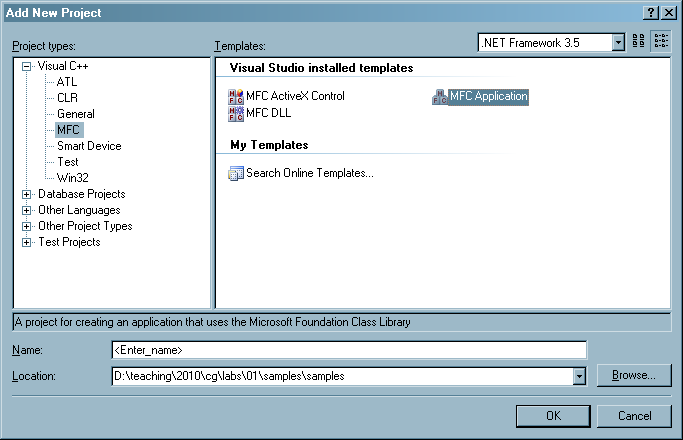 Add New Project
Project types:
Templates:
.NET Framework 3.5
Visual C++
ATL
CLR
General
MFC
Smart Device
Test
Win32
Database Projects
Other Languages
Other Project Types
Test Projects
Visual Studio installed templates
MFC ActiveX Control
MFC Application
MFC DLL
My Templates
Search Online Templates...
A project for creating an application that uses the Microsoft Foundation Class Library
Name:
<Enter_name>
Location:
D:\teaching\2010\cg\labs\01\samples\samples
Browse...
OK
Cancel